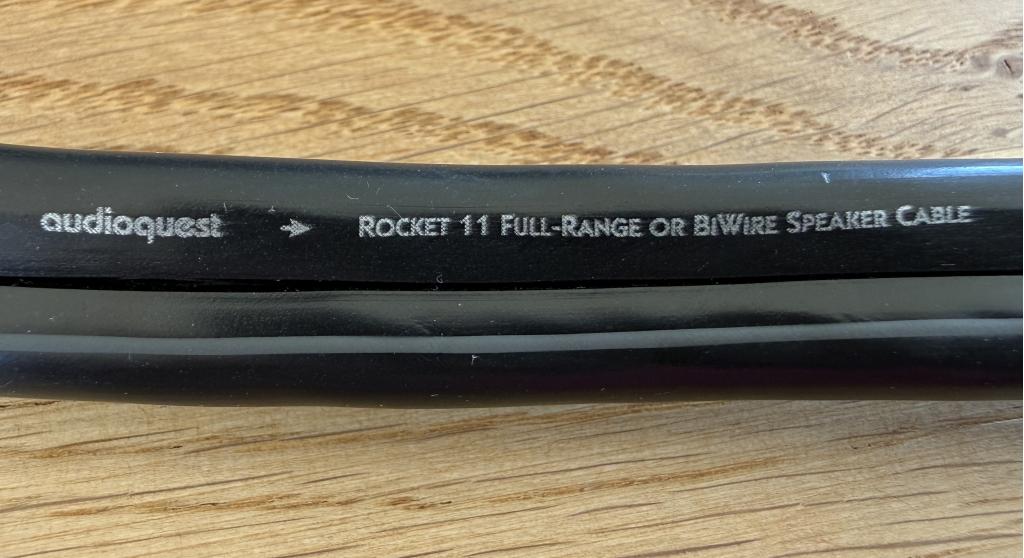 audioquest → ROCKET 11 FULL-RANGE OR BIWIRE SPEAKER CABLE